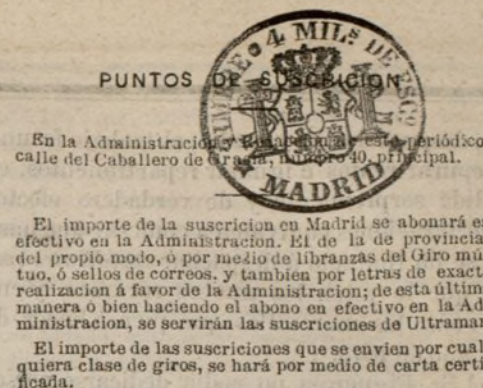 PUNTOS DE SUSCRICION
TIMBRE DE 4 MILS DE ESCO
MADRID
En la Administracion y Redaccion de este periódico
calle del Caballero de Gracia, número 40, principal.
El importe de la suscricion en Madrid se abonará e
efectivo en la Administracion. El de la de provincia
del propio modo, ó por medio de libranzas del Giro mú
tuo, ó sellos de correos, y tambien por letras de exact
realizacion á favor de la Administracion; de esta últim
manera ó bien haciendo el abono en efectivo en la Ad
ministracion, se servirán las suscriciones de Ultramar
El importe de las suscriciones que se envien por cual
quiera clase de giros, se hará por medio de carta certi
ficada.